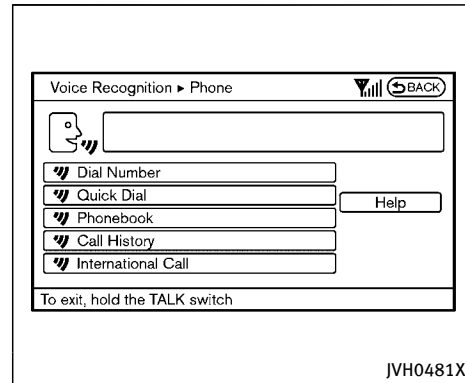 Voice Recognition ▸ Phone BACK
Dial Number
Quick Dial
Help
Phonebook
Call History
International Call
To exit, hold the TALK switch
JVH0481X